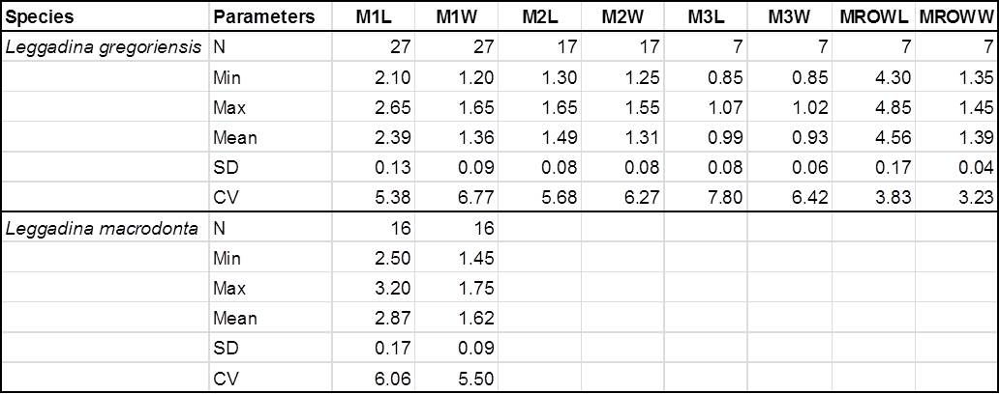 Species Parameters M1L M1W M2L M2W M3L M3W MROWL MROWW
Leggadina gregoriensis N 27 27 17 17 7 7 7 7
Min 2.10 1.20 1.30 1.25 0.85 0.85 4.30 1.35
Max 2.65 1.65 1.65 1.55 1.07 1.02 4.85 1.45
Mean 2.39 1.36 1.49 1.31 0.99 0.93 4.56 1.39
SD 0.13 0.09 0.08 0.08 0.08 0.06 0.17 0.04
CV 5.38 6.77 5.68 6.27 7.80 6.42 3.83 3.23
Leggadina macrodonta N 16 16
Min 2.50 1.45
Max 3.20 1.75
Mean 2.87 1.62
SD 0.17 0.09
CV 6.06 5.50